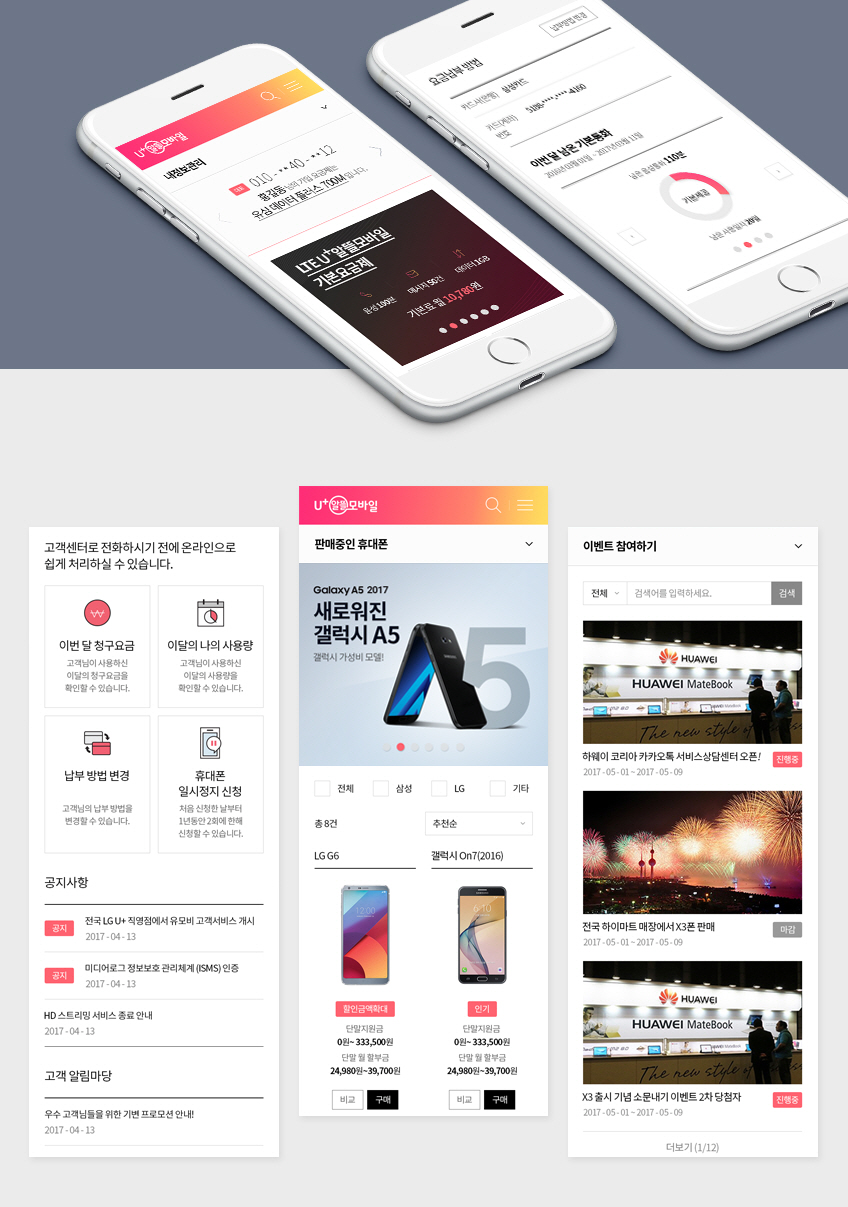 U+알뜰모바일
내정보관리
010 - **40 - **12
황길동 님의 가입 요금제는
유심 데이터 플러스 700M 입니다.
LTE U+알뜰모바일
기본요금제
음성 100분
메시지 50건
데이터 1GB
기본료 월 10,780원
납부방법 변경
요금납부 방법
카드사(은행) 삼성카드
카드(계좌)
번호
이번 달 남은 기본통화
남은 음성통화 110분
기본제공
남은 사용일자 20일
고객센터로 전화하시기 전에 온라인으로
쉽게 처리하실 수 있습니다.
이번 달 청구요금
고객님이 사용하신
이달의 청구요금을
확인할 수 있습니다.
이달의 나의 사용량
고객님이 사용하신
이달의 사용량을
확인할 수 있습니다.
납부 방법 변경
고객님의 납부 방법을
변경할 수 있습니다.
휴대폰
일시정지 신청
처음 신청한 날부터
1년동안 2회에 한해
신청할 수 있습니다.
공지사항
공지 전국 LG U+ 직영점에서 유모비 고객서비스 개시
2017 - 04 - 13
공지 미디어로그 정보보호 관리체계 (ISMS) 인증
2017 - 04 - 13
HD 스트리밍 서비스 종료 안내
2017 - 04 - 13
고객 알림마당
우수 고객님들을 위한 기변 프로모션 안내!
2017 - 04 - 13
U+알뜰모바일
판매중인 휴대폰
Galaxy A5 2017
새로워진
갤럭시 A5
갤럭시 가성비 모델!
A5
전체 삼성 LG 기타
총 8건 추천순
LG G6
할인금액확대
단말지원금
0원~ 333,500원
단말 월 할부금
24,980원~39,700원
비교 구매
갤럭시 On7(2016)
인기
단말지원금
0원~ 333,500원
단말 월 할부금
24,980원~39,700원
비교 구매
이벤트 참여하기
전체 검색어를 입력하세요. 검색
HUAWEI
HUAWEI MateBook
The new style of
하웨이 코리아 카카오톡 서비스상담센터 오픈! 진행중
2017 - 05 - 01 ~ 2017 - 05 - 09
전국 하이마트 매장에서 X3폰 판매 마감
2017 - 05 - 01 ~ 2017 - 05 - 09
HUAWEI
HUAWEI MateBook
The new style of
X3 출시 기념 소문내기 이벤트 2차 당첨자 진행중
2017 - 05 - 01 ~ 2017 - 05 - 09
더보기 (1/12)